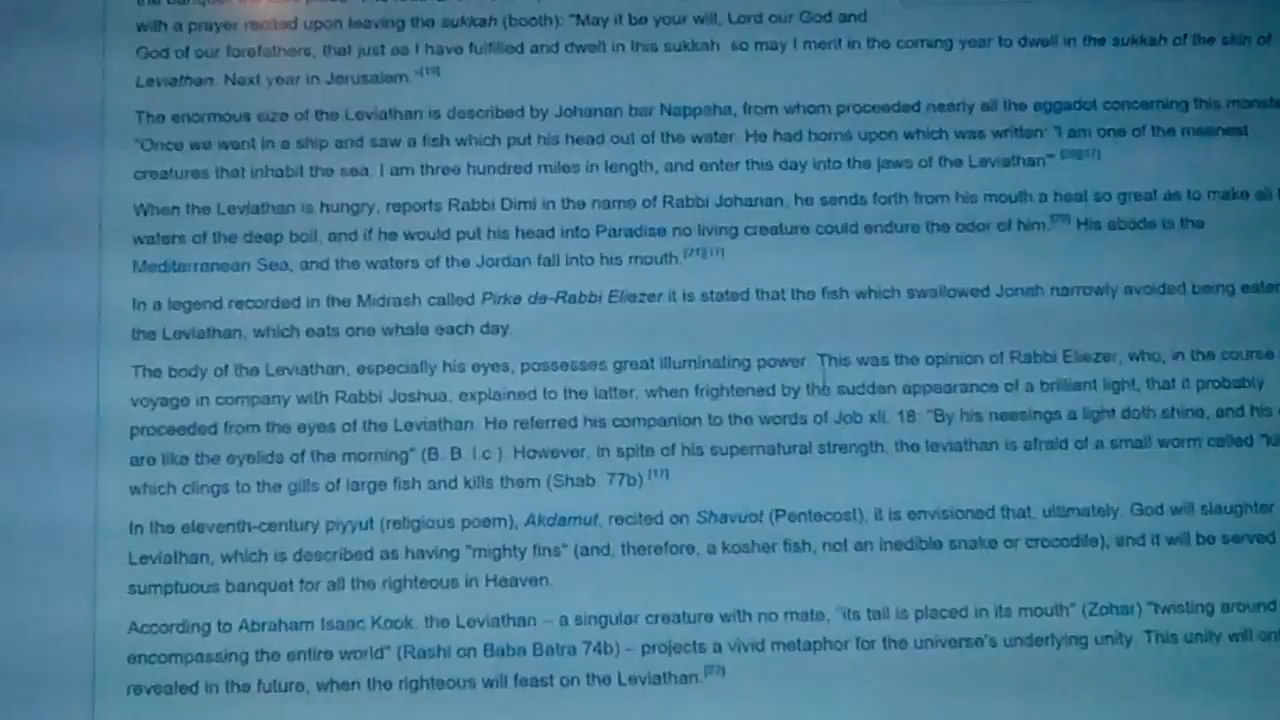 with a prayer recited upon leaving the sukkah (booth): "May it be your will, Lord our God and
God of our forefathers, that just as I have fulfilled and dwelt in this sukkah, so may I merit in the coming year to dwell in the sukkah of the skin of
Leviathan. Next year in Jerusalem."[19]
The enormous size of the Leviathan is described by Johanan bar Nappaha, from whom proceeded nearly all the aggadot concerning this
"Once we went in a ship and saw a fish which put his head out of the water. He had horns upon which was written: 'I am one of the meanest
creatures that inhabit the sea. I am three hundred miles in length, and enter this day into the jaws of the Leviathan'"
When the Leviathan is hungry, reports Rabbi Dimi in the name of Rabbi Johanan, he sends forth from his mouth a heat so great as to make all
waters of the deep boil, and if he would put his head into Paradise no living creature could endure the odor of him. His abode is the
Mediterranean Sea, and the waters of the Jordan fall into his mouth.[21][17]
In a legend recorded in the Midrash called Pirke de-Rabbi Eliezer it is stated that the fish which swallowed Jonah narrowly avoided being
the Leviathan, which eats one whale each day.
The body of the Leviathan, especially his eyes, possesses great illuminating power. This was the opinion of Rabbi Eliezer, who, in the course
voyage in company with Rabbi Joshua, explained to the latter, when frightened by the sudden appearance of a brilliant light, that it probably
proceeded from the eyes of the Leviathan. He referred his companion to the words of Job xli. 18: "By his neesings a light doth shine, and his
are like the eyelids of the morning" (B. B. l.c.). However, in spite of his supernatural strength, the leviathan is afraid of a small worm called
which clings to the gills of large fish and kills them (Shab. 77b).[17]
In the eleventh-century piyyut (religious poem), Akdamut, recited on Shavuot (Pentecost), it is envisioned that, ultimately, God will slaughter
Leviathan, which is described as having "mighty fins" (and, therefore, a kosher fish, not an inedible snake or crocodile), and it will be served
sumptuous banquet for all the righteous in Heaven.
According to Abraham Isaac Kook, the Leviathan – a singular creature with no mate, "its tail is placed in its mouth" (Zohar) "twisting around
encompassing the entire world" (Rashi on Baba Batra 74b) – projects a vivid metaphor for the universe's underlying unity. This unity will
revealed in the future, when the righteous will feast on the Leviathan.[22]